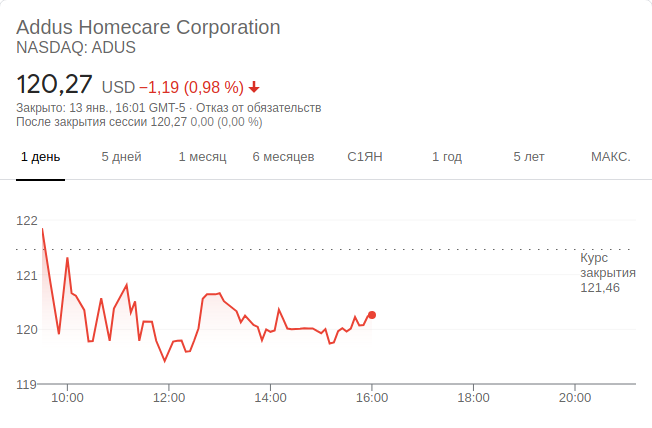 Addus Homecare Corporation
NASDAQ: ADUS
120,27 USD −1,19 (0,98 %)
Закрыто: 13 янв., 16:01 GMT-5 · Отказ от обязательств
После закрытия сессии 120,27 0,00 (0,00 %)
1 день 5 дней 1 месяц 6 месяцев С1ЯН 1 год 5 лет МАКС.
122
Курс
закрытия
121,46
121
120
119
10:00 12:00 14:00 16:00 18:00 20:00